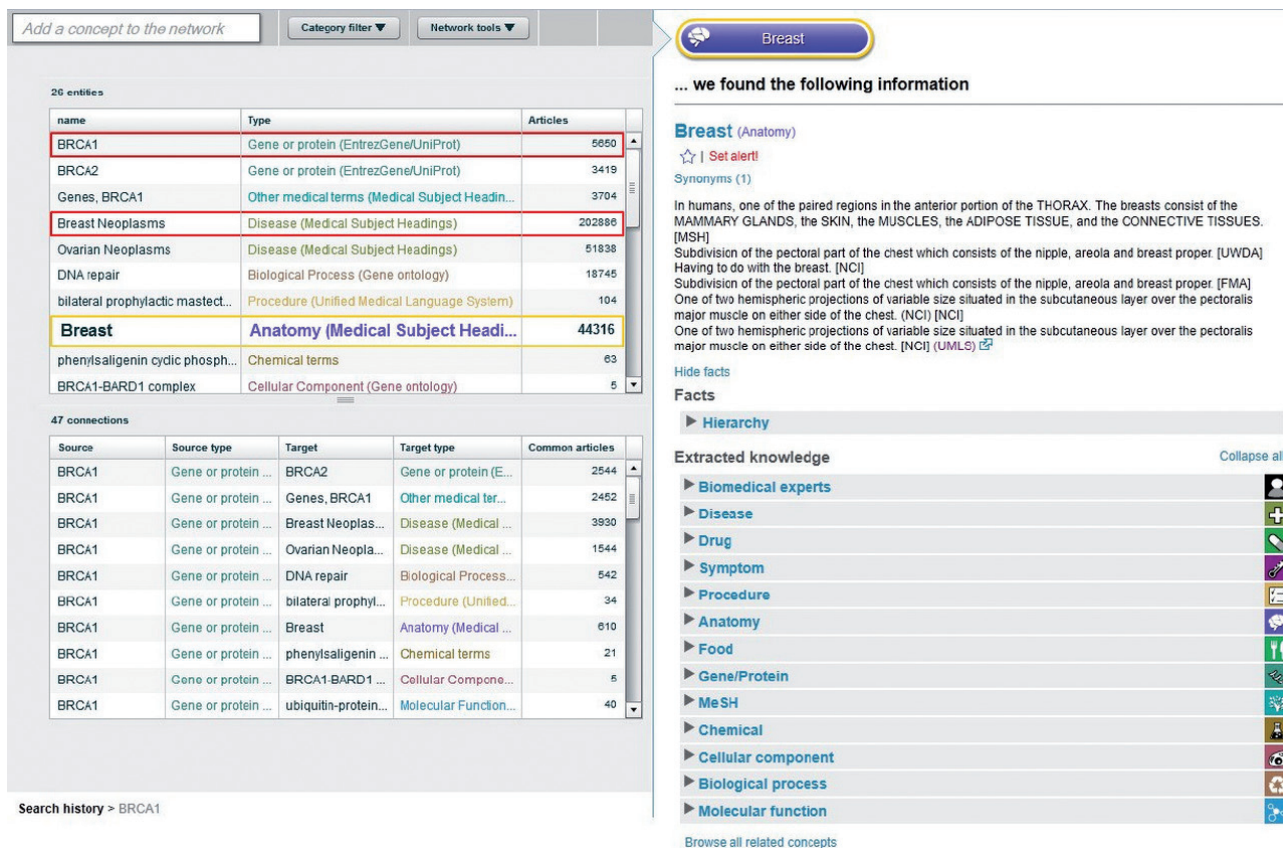 Add a concept to the network
Category filter ▼
Network tools ▼
26 entities
name Type Articles
BRCA1 Gene or protein (EntrezGene/UniProt) 5650
BRCA2 Gene or protein (EntrezGene/UniProt) 3419
Genes, BRCA1 Other medical terms (Medical Subject Headin... 3704
Breast Neoplasms Disease (Medical Subject Headings) 202886
Ovarian Neoplasms Disease (Medical Subject Headings) 51838
DNA repair Biological Process (Gene ontology) 18745
bilateral prophylactic mastect... Procedure (Unified Medical Language System) 104
Breast Anatomy (Medical Subject Headi... 44316
phenylsaligenin cyclic phosph... Chemical terms 63
BRCA1-BARD1 complex Cellular Component (Gene ontology) 5
47 connections
Source Source type Target Target type Common articles
BRCA1 Gene or protein ... BRCA2 Gene or protein (E... 2544
BRCA1 Gene or protein ... Genes, BRCA1 Other medical ter... 2452
BRCA1 Gene or protein ... Breast Neoplas... Disease (Medical ... 3930
BRCA1 Gene or protein ... Ovarian Neopla... Disease (Medical ... 1544
BRCA1 Gene or protein ... DNA repair Biological Process... 542
BRCA1 Gene or protein ... bilateral prophyl... Procedure (Unified... 34
BRCA1 Gene or protein ... Breast Anatomy (Medical ... 610
BRCA1 Gene or protein ... phenylsaligenin ... Chemical terms 21
BRCA1 Gene or protein ... BRCA1-BARD1 ... Cellular Compone... 5
BRCA1 Gene or protein ... ubiquitin-protein... Molecular Function... 40
Search history > BRCA1
Breast
... we found the following information
Breast (Anatomy)
| Set alert!
Synonyms (1)
In humans, one of the paired regions in the anterior portion of the THORAX. The breasts consist of the
MAMMARY GLANDS, the SKIN, the MUSCLES, the ADIPOSE TISSUE, and the CONNECTIVE TISSUES.
[MSH]
Subdivision of the pectoral part of the chest which consists of the nipple, areola and breast proper. [UWDA]
Having to do with the breast. [NCI]
Subdivision of the pectoral part of the chest which consists of the nipple, areola and breast proper. [FMA]
One of two hemispheric projections of variable size situated in the subcutaneous layer over the pectoralis
major muscle on either side of the chest. (NCI) [NCI]
One of two hemispheric projections of variable size situated in the subcutaneous layer over the pectoralis
major muscle on either side of the chest. [NCI] (UMLS)
Hide facts
Facts
Hierarchy
Extracted knowledge Collapse all
Biomedical experts
Disease
Drug
Symptom
Procedure
Anatomy
Food
Gene/Protein
MeSH
Chemical
Cellular component
Biological process
Molecular function
Browse all related concepts